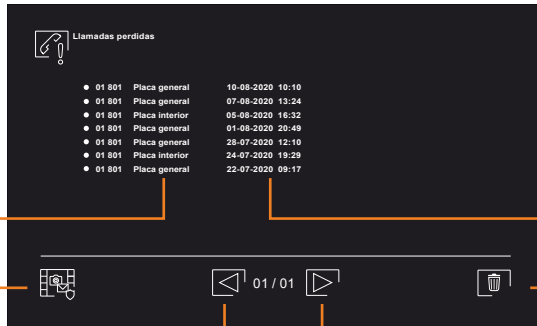 Llamadas perdidas
01 801 Placa general 10-08-2020 10:10
01 801 Placa general 07-08-2020 13:24
01 801 Placa interior 05-08-2020 16:32
01 801 Placa general 01-08-2020 20:49
01 801 Placa general 28-07-2020 12:10
01 801 Placa interior 24-07-2020 19:29
01 801 Placa general 22-07-2020 09:17
01 / 01